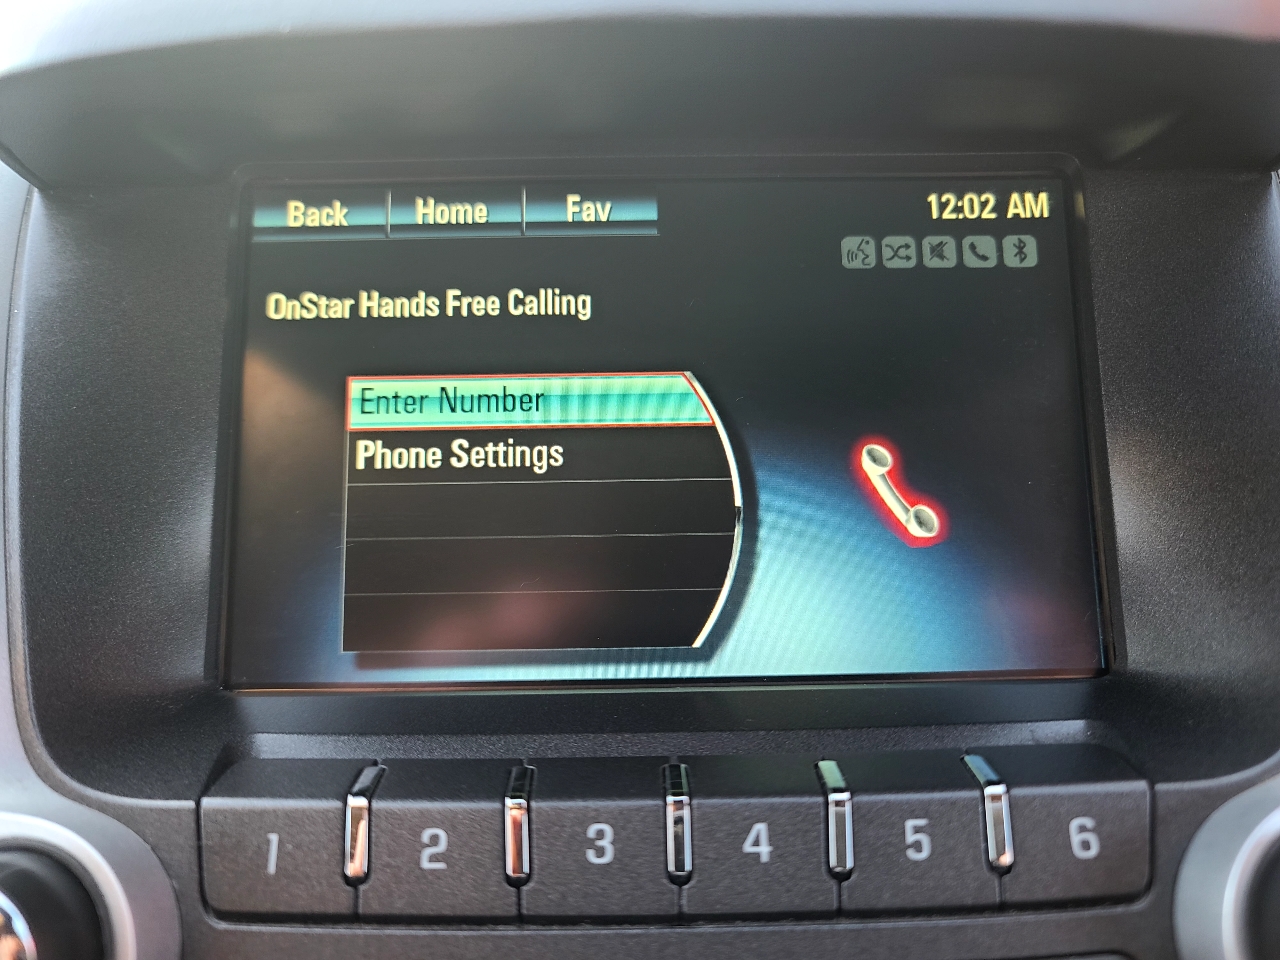 Back Home Fav 12:02 AM
OnStar Hands Free Calling
Enter Number
Phone Settings
1 2 3 4 5 6